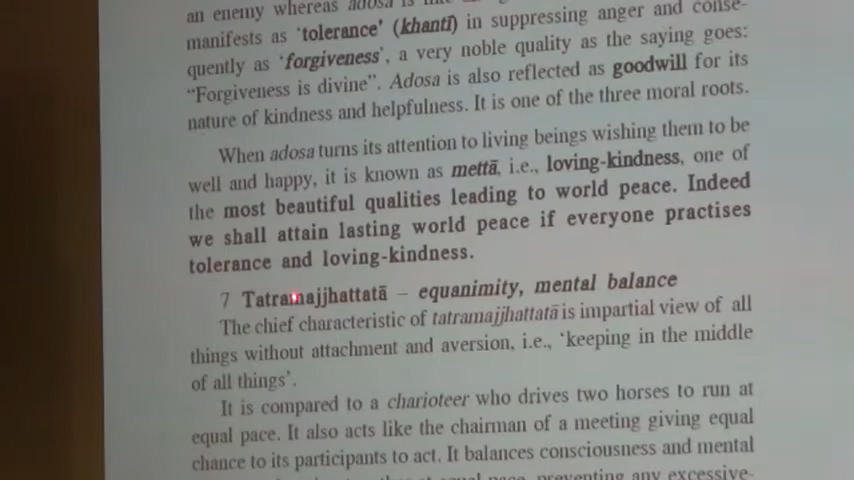 an enemy whereas adosa is
manifests as ‘tolerance’ (khantī) in suppressing anger and conse-
quently as ‘forgiveness’, a very noble quality as the saying goes:
“Forgiveness is divine”. Adosa is also reflected as goodwill for its
nature of kindness and helpfulness. It is one of the three moral roots.
When adosa turns its attention to living beings wishing them to be
well and happy, it is known as mettā, i.e., loving-kindness, one of
the most beautiful qualities leading to world peace. Indeed
we shall attain lasting world peace if everyone practises
tolerance and loving-kindness.
7 Tatramajjhattatā – equanimity, mental balance
The chief characteristic of tatramajjhattatā is impartial view of all
things without attachment and aversion, i.e., ‘keeping in the middle
of all things’.
It is compared to a charioteer who drives two horses to run at
equal pace. It also acts like the chairman of a meeting giving equal
chance to its participants to act. It balances consciousness and mental
equal pace, preventing any excessive-